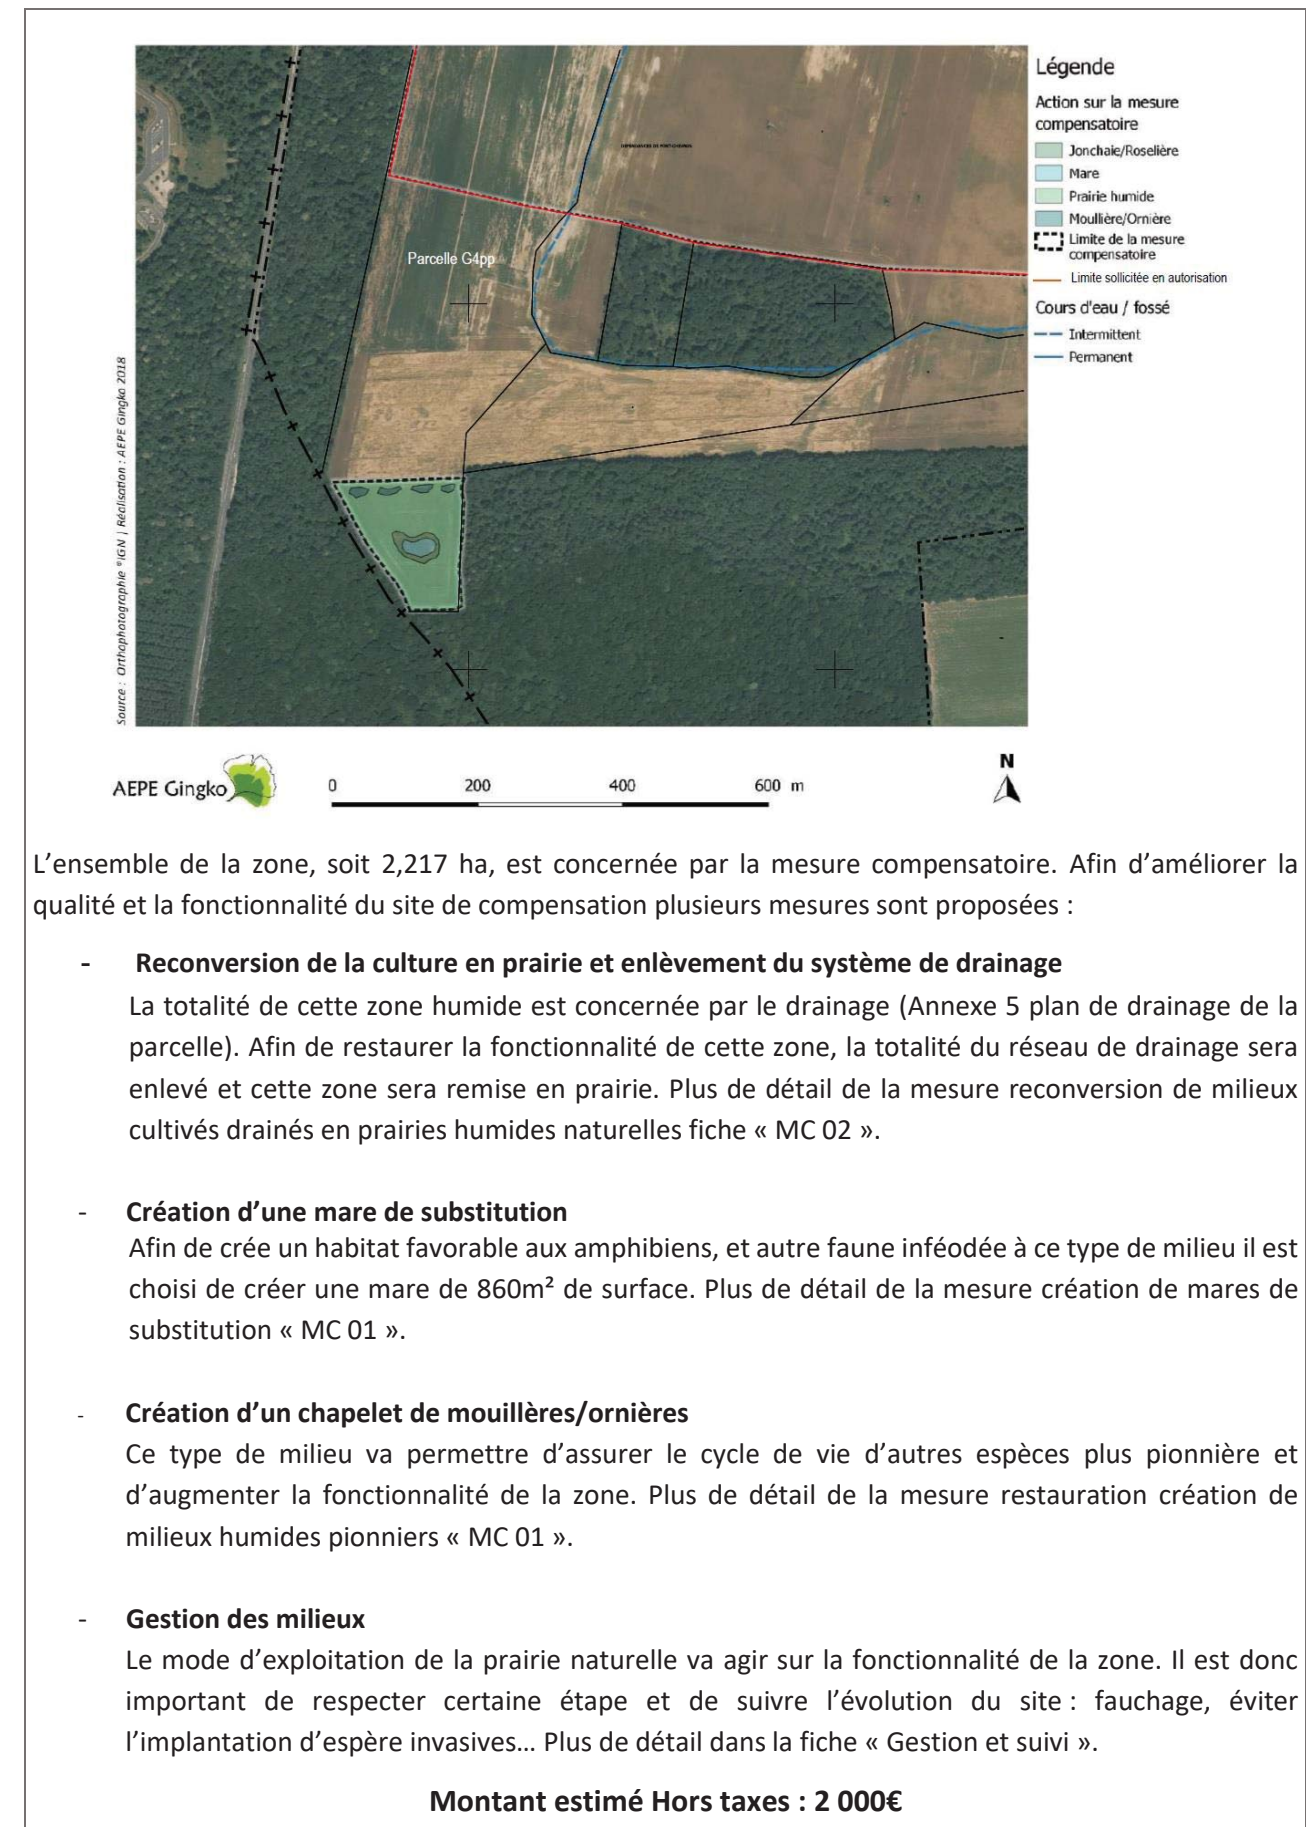 Légende
Action sur la mesure
compensatoire
Jonchaie/Roselière
Mare
Prairie humide
Moullière/Ornière
Limite de la mesure
compensatoire
Limite sollicitée en autorisation
Cours d'eau / fossé
Intermittent
Permanent
Parcelle G4pp
Source : Orthophotographie ®IGN | Réalisation : AEPE Gingko 2018
AEPE Gingko
0 200 400 600 m
N
L'ensemble de la zone, soit 2,217 ha, est concernée par la mesure compensatoire. Afin d'améliorer la
qualité et la fonctionnalité du site de compensation plusieurs mesures sont proposées :
- Reconversion de la culture en prairie et enlèvement du système de drainage
La totalité de cette zone humide est concernée par le drainage (Annexe 5 plan de drainage de la
parcelle). Afin de restaurer la fonctionnalité de cette zone, la totalité du réseau de drainage sera
enlevé et cette zone sera remise en prairie. Plus de détail de la mesure reconversion de milieux
cultivés drainés en prairies humides naturelles fiche « MC 02 ».
- Création d'une mare de substitution
Afin de crée un habitat favorable aux amphibiens, et autre faune inféodée à ce type de milieu il est
choisi de créer une mare de 860m² de surface. Plus de détail de la mesure création de mares de
substitution « MC 01 ».
- Création d'un chapelet de mouillères/ornières
Ce type de milieu va permettre d'assurer le cycle de vie d'autres espèces plus pionnière et
d'augmenter la fonctionnalité de la zone. Plus de détail de la mesure restauration création de
milieux humides pionniers « MC 01 ».
- Gestion des milieux
Le mode d'exploitation de la prairie naturelle va agir sur la fonctionnalité de la zone. Il est donc
important de respecter certaine étape et de suivre l'évolution du site : fauchage, éviter
l'implantation d'espère invasives… Plus de détail dans la fiche « Gestion et suivi ».
Montant estimé Hors taxes : 2 000€